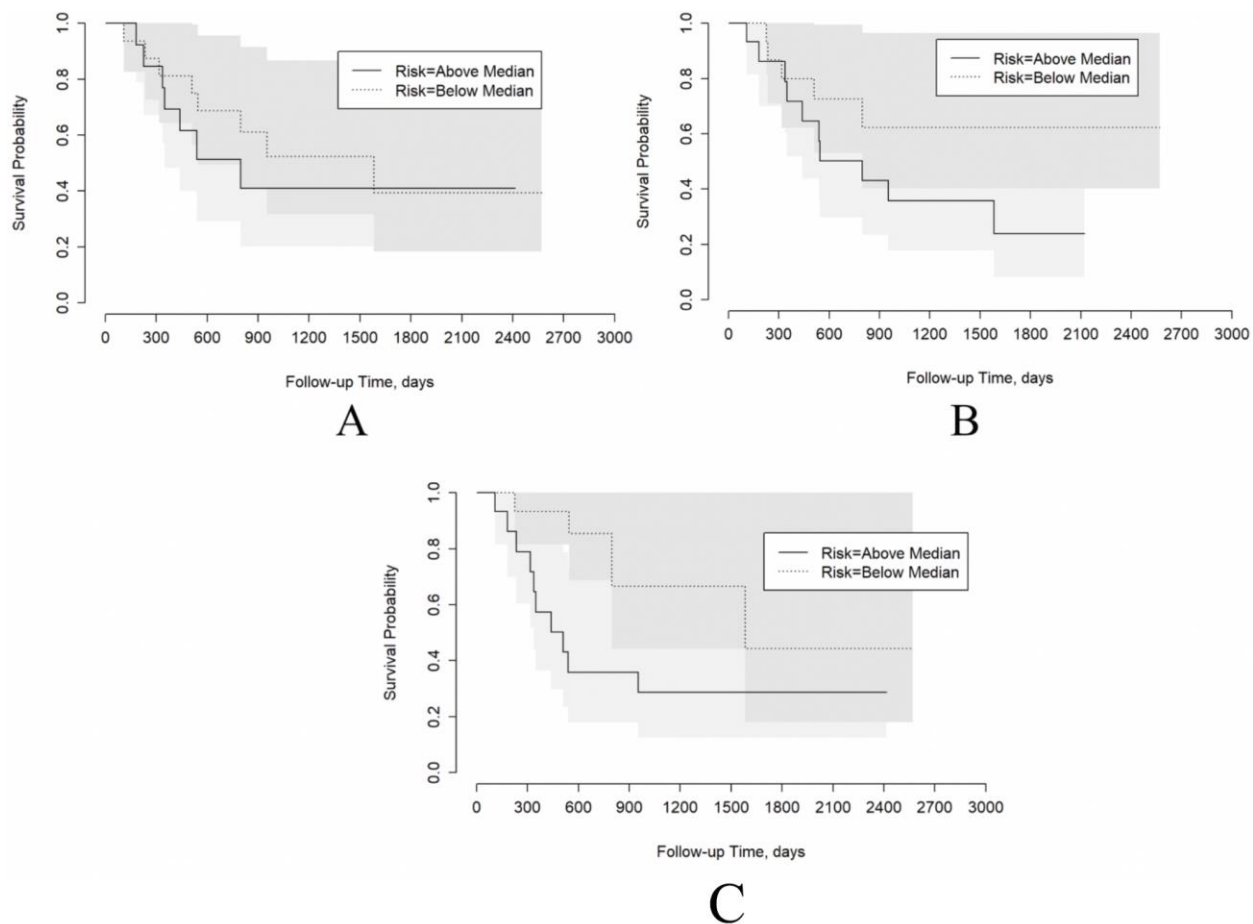 1.0
0.8
0.6
0.4
0.2
0.0
Survival Probability
Risk=Above Median
Risk=Below Median
0 300 600 900 1200 1500 1800 2100 2400 2700 3000
Follow-up Time, days
A
1.0
0.8
0.6
0.4
0.2
0.0
Survival Probability
Risk=Above Median
Risk=Below Median
0 300 600 900 1200 1500 1800 2100 2400 2700 3000
Follow-up Time, days
B
1.0
0.8
0.6
0.4
0.2
0.0
Survival Probability
Risk=Above Median
Risk=Below Median
0 300 600 900 1200 1500 1800 2100 2400 2700 3000
Follow-up Time, days
C